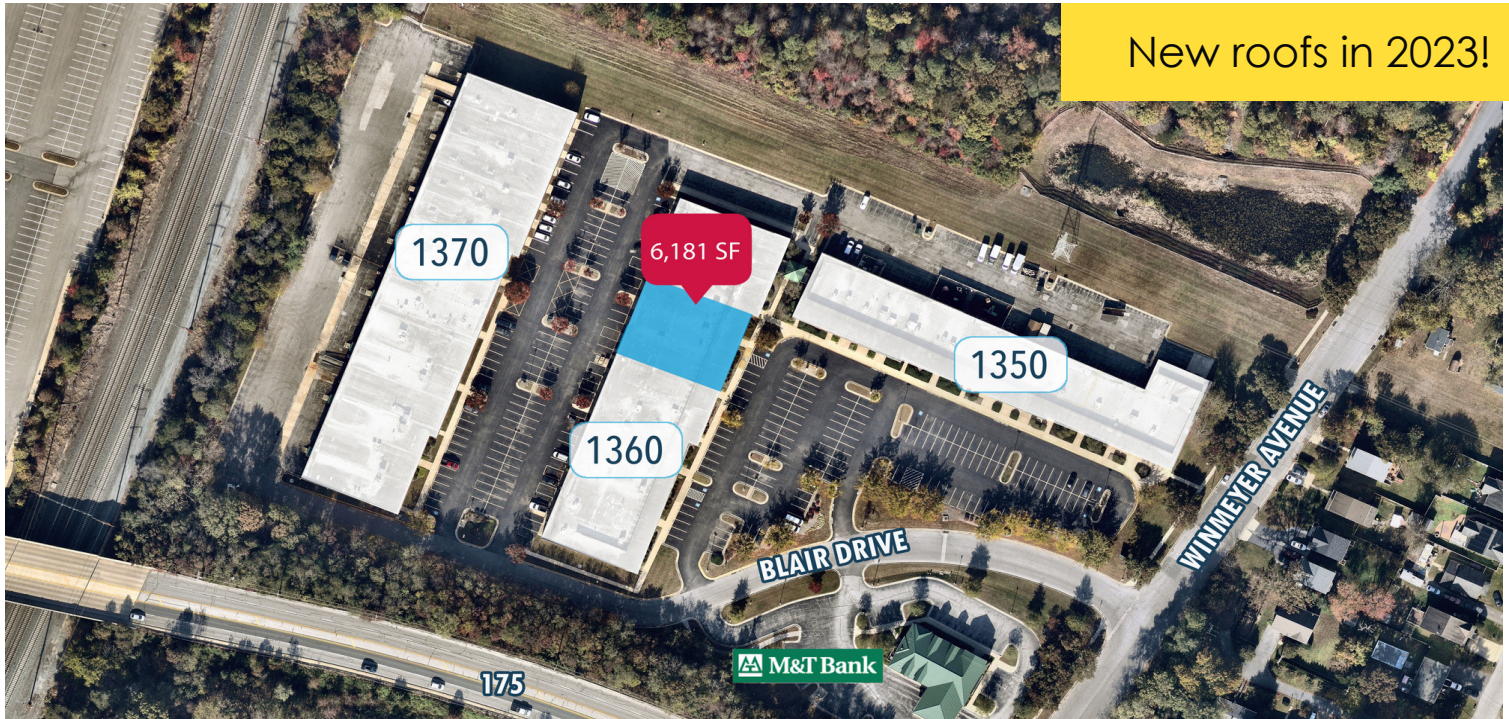 New roofs in 2023!
6,181 SF
1370
1350
1360
WINMEYER AVENUE
BLAIR DRIVE
M&T Bank
175